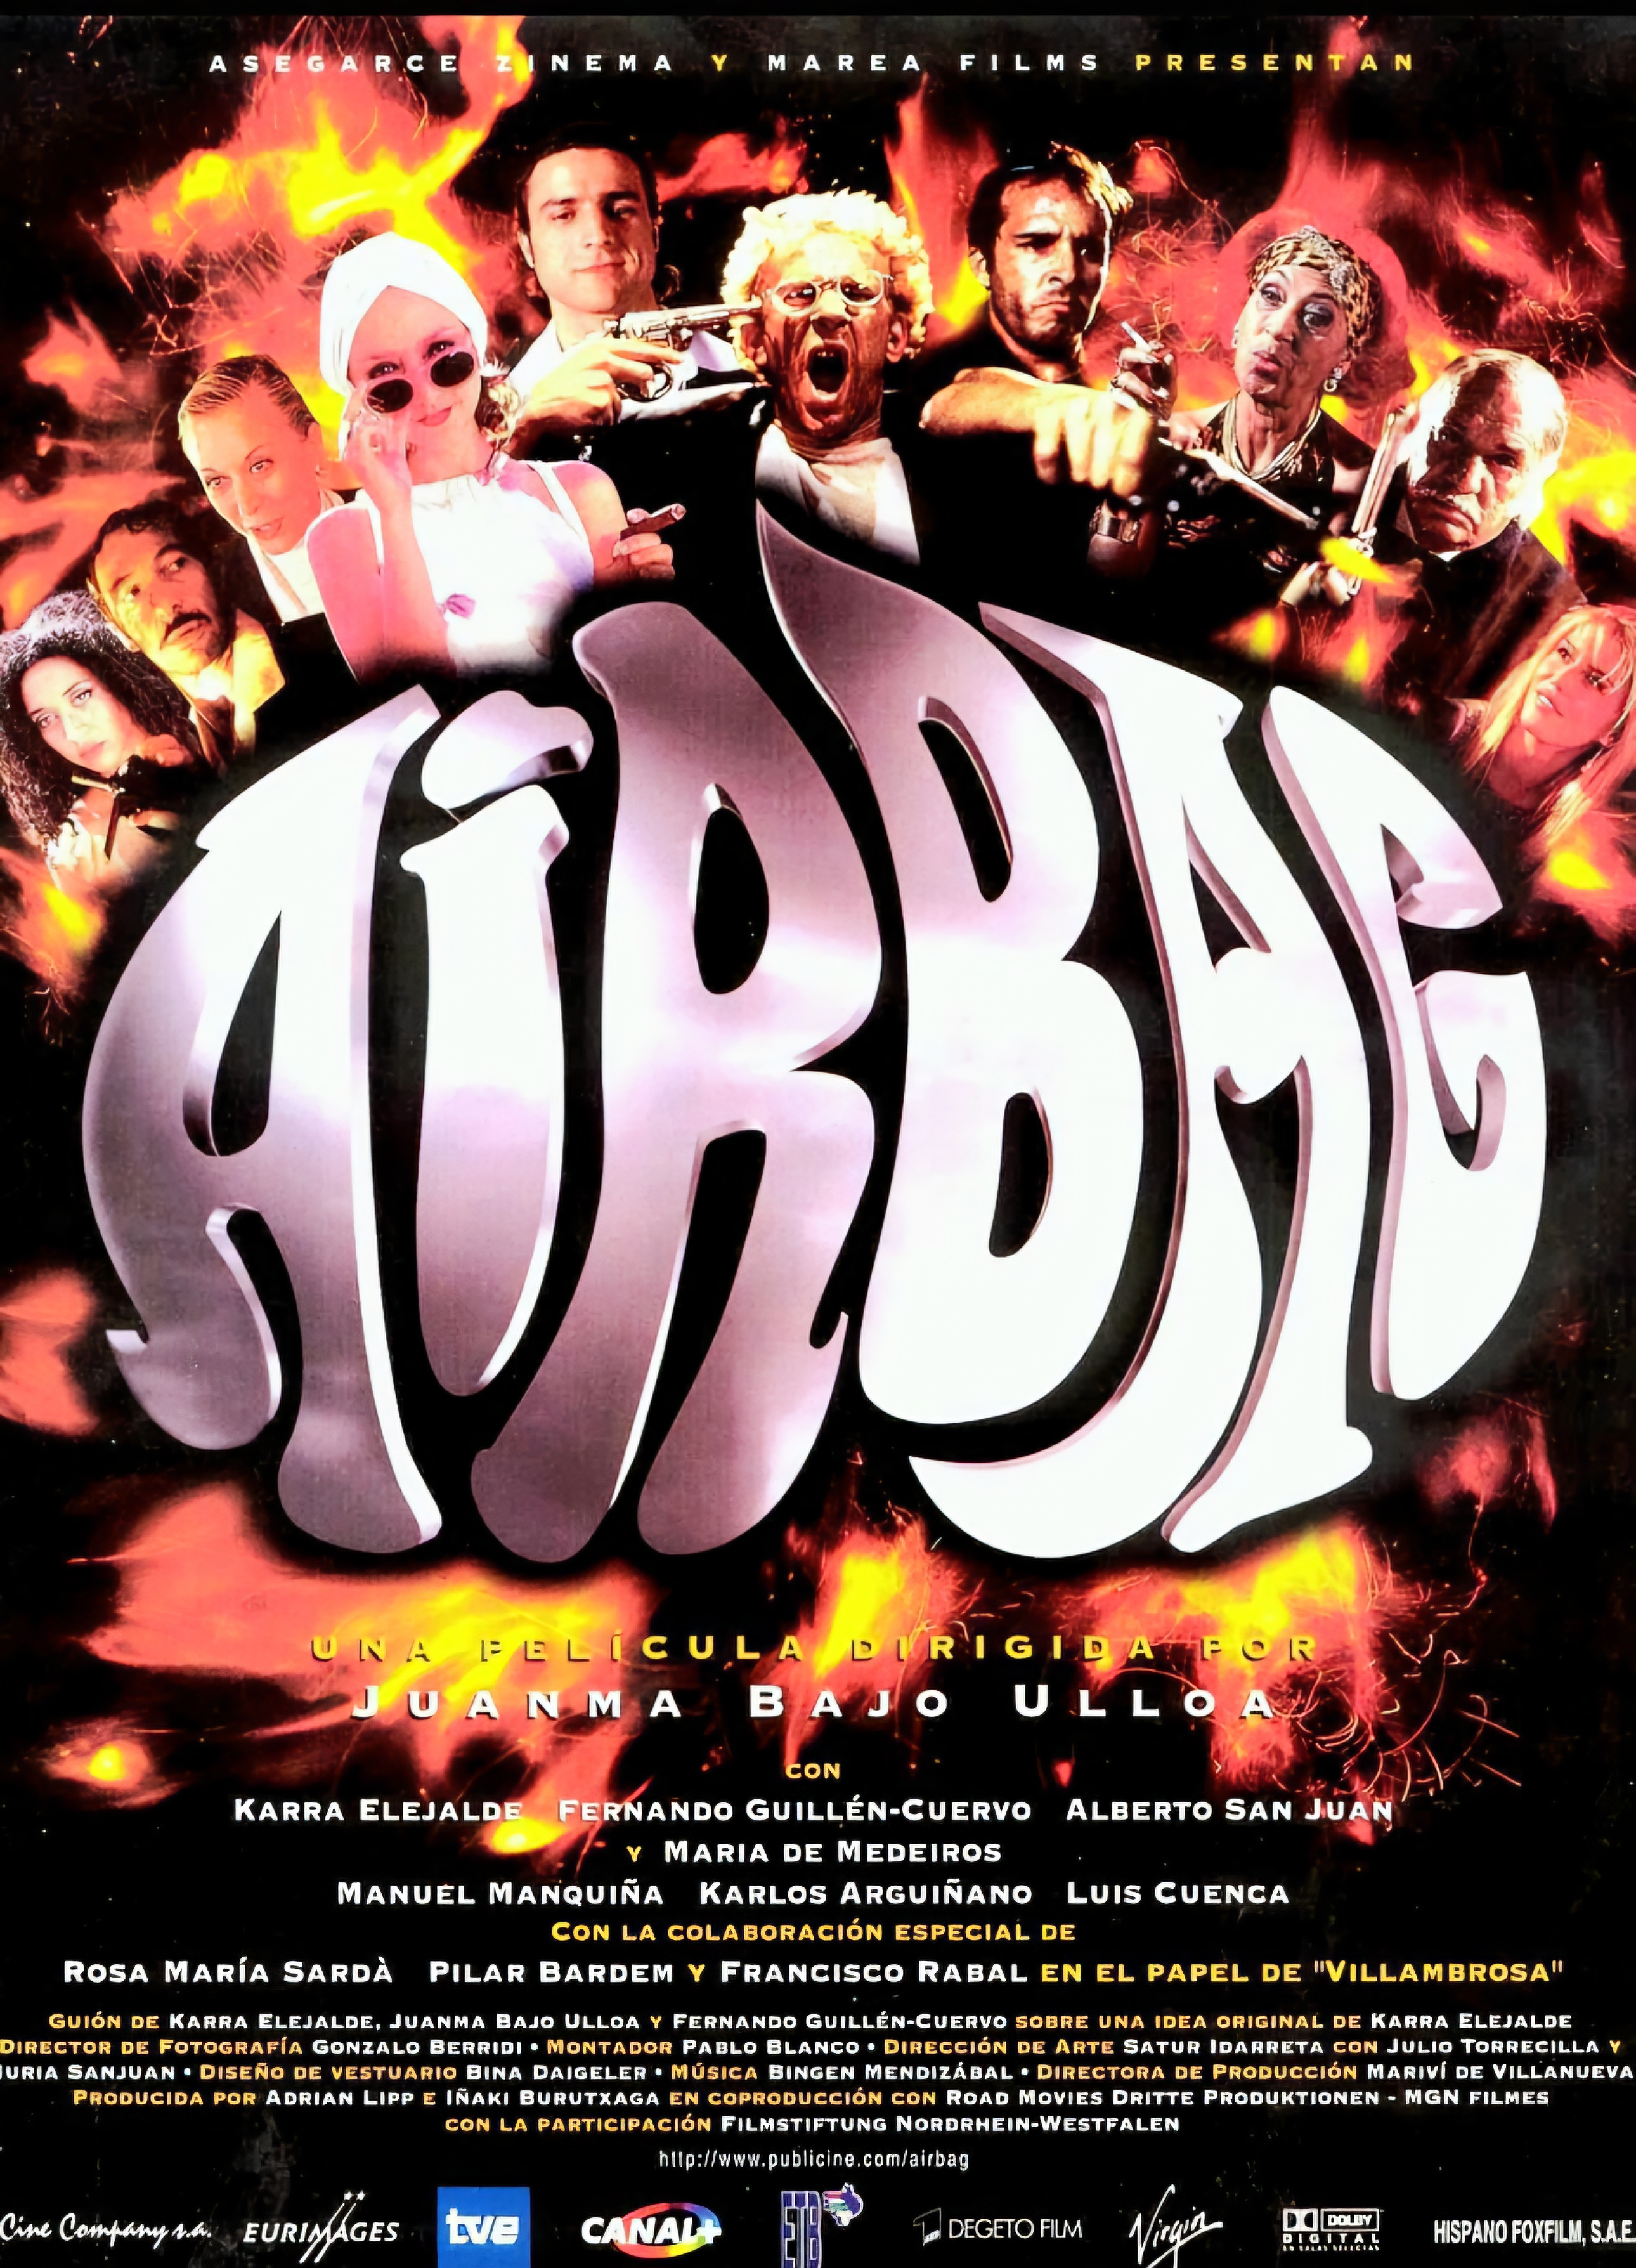 ASEGARCE ZINEMA Y MAREA FILMS PRESENTAN
AiRBAG
UNA PELÍCULA DIRIGIDA POR
JUANMA BAJO ULLOA
CON
KARRA ELEJALDE FERNANDO GUILLÉN-CUERVO ALBERTO SAN JUAN
Y MARIA DE MEDEIROS
MANUEL MANQUIÑA KARLOS ARGUIÑANO LUIS CUENCA
CON LA COLABORACIÓN ESPECIAL DE
ROSA MARÍA SARDÀ PILAR BARDEM Y FRANCISCO RABAL EN EL PAPEL DE "VILLAMBROSA"
GUIÓN DE KARRA ELEJALDE, JUANMA BAJO ULLOA Y FERNANDO GUILLÉN-CUERVO SOBRE UNA IDEA ORIGINAL DE KARRA ELEJALDE
DIRECTOR DE FOTOGRAFÍA GONZALO BERRIDI • MONTADOR PABLO BLANCO • DIRECCIÓN DE ARTE SATUR IDARRETA CON JULIO TORRECILLA Y
URIA SANJUAN • DISEÑO DE VESTUARIO BINA DAIGELER • MÚSICA BINGEN MENDIZÁBAL • DIRECTORA DE PRODUCCIÓN MARIVÍ DE VILLANUEVA
PRODUCIDA POR ADRIAN LIPP E IÑAKI BURUTXAGA EN COPRODUCCIÓN CON ROAD MOVIES DRITTE PRODUKTIONEN - MGN FILMES
CON LA PARTICIPACIÓN FILMSTIFTUNG NORDRHEIN-WESTFALEN
http://www.publicine.com/airbag
Cine Company s.a. EURIMAGES tve CANAL+ ETB DEGETO FILM Virgin DOLBY DIGITAL HISPANO FOXFILM, S.A.E.